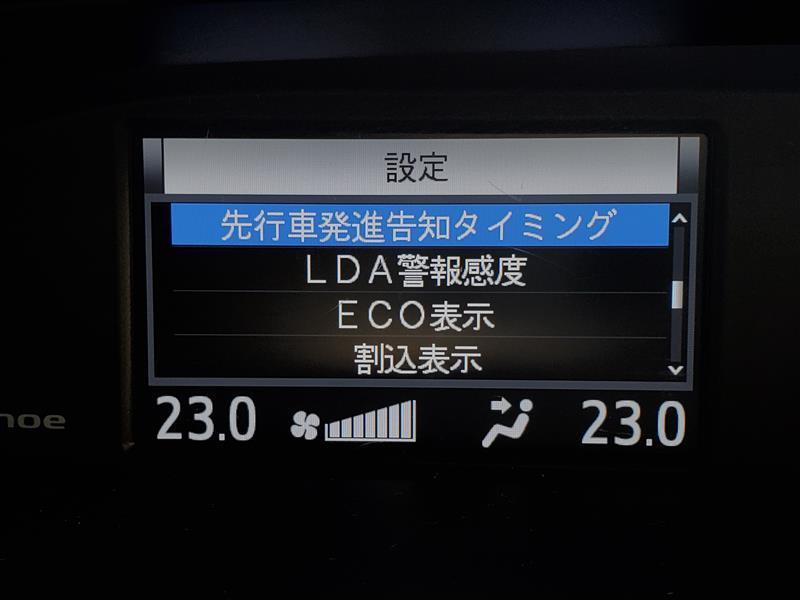 設定
先行車発進告知タイミング
LDA警報感度
ECO表示
割込表示
23.0 23.0